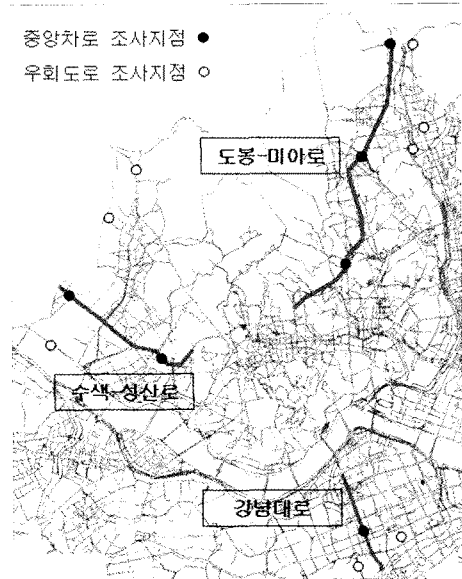 중앙차로 조사지점 ●
우회도로 조사지점 ○
도봉-미아로
수색-성산로
강남대로